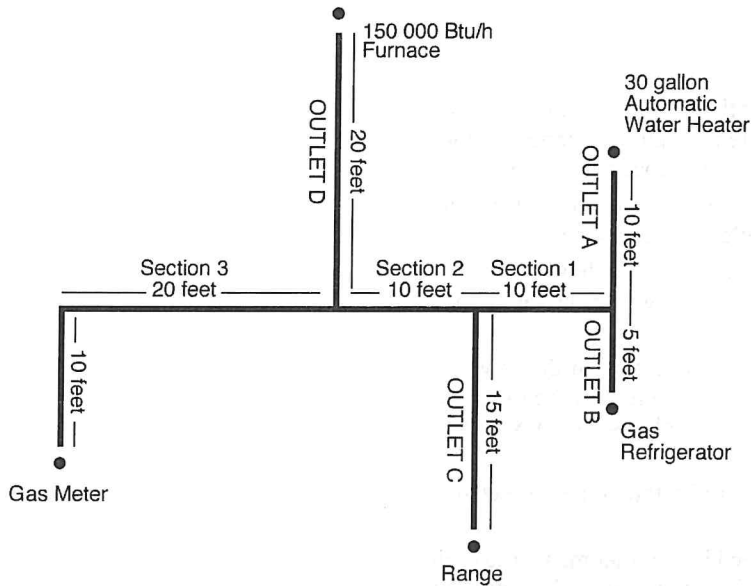 150 000 Btu/h
Furnace
30 gallon
Automatic
Water Heater
OUTLET D
20 feet
OUTLET A
10 feet
Section 3
20 feet
Section 2
10 feet
Section 1
10 feet
10 feet
OUTLET C
15 feet
OUTLET B
5 feet
Gas
Refrigerator
Gas Meter
Range